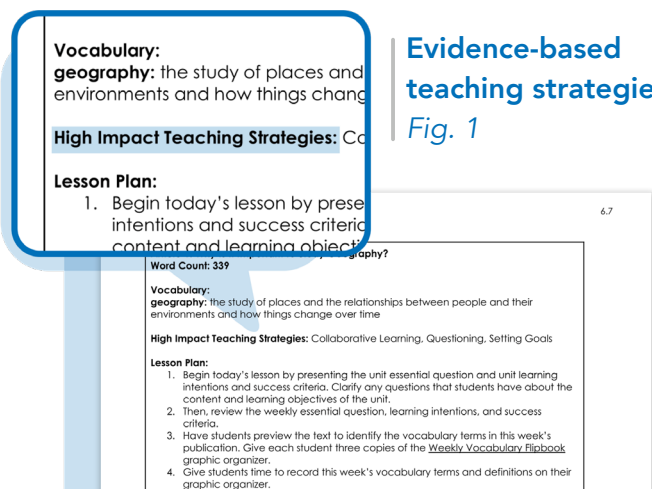 Vocabulary:
geography: the study of places and
environments and how things chang
High Impact Teaching Strategies: Co
Lesson Plan:
1. Begin today's lesson by prese
intentions and success criteria
content and learning objecti
Evidence-based
teaching strategie
Fig. 1
6.7
graphy?
Word Count: 339
Vocabulary:
geography: the study of places and the relationships between people and their
environments and how things change over time
High Impact Teaching Strategies: Collaborative Learning, Questioning, Setting Goals
Lesson Plan:
1. Begin today's lesson by presenting the unit essential question and unit learning
intentions and success criteria. Clarify any questions that students have about the
content and learning objectives of the unit.
2. Then, review the weekly essential question, learning intentions, and success
criteria.
3. Have students preview the text to identify the vocabulary terms in this week's
publication. Give each student three copies of the Weekly Vocabulary Flipbook
graphic organizer.
4. Give students time to record this week's vocabulary terms and definitions on their
graphic organizer.